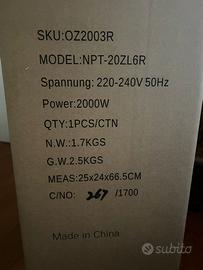 SKU:OZ2003R
MODEL:NPT-20ZL6R
Spannung: 220-240V 50Hz
Power:2000W
QTY:1PCS/CTN
N.W.:1.7KGS
G.W.:2.5KGS
MEAS:25x24x66.5CM
C/NO: 267 /1700
Made in China
subito